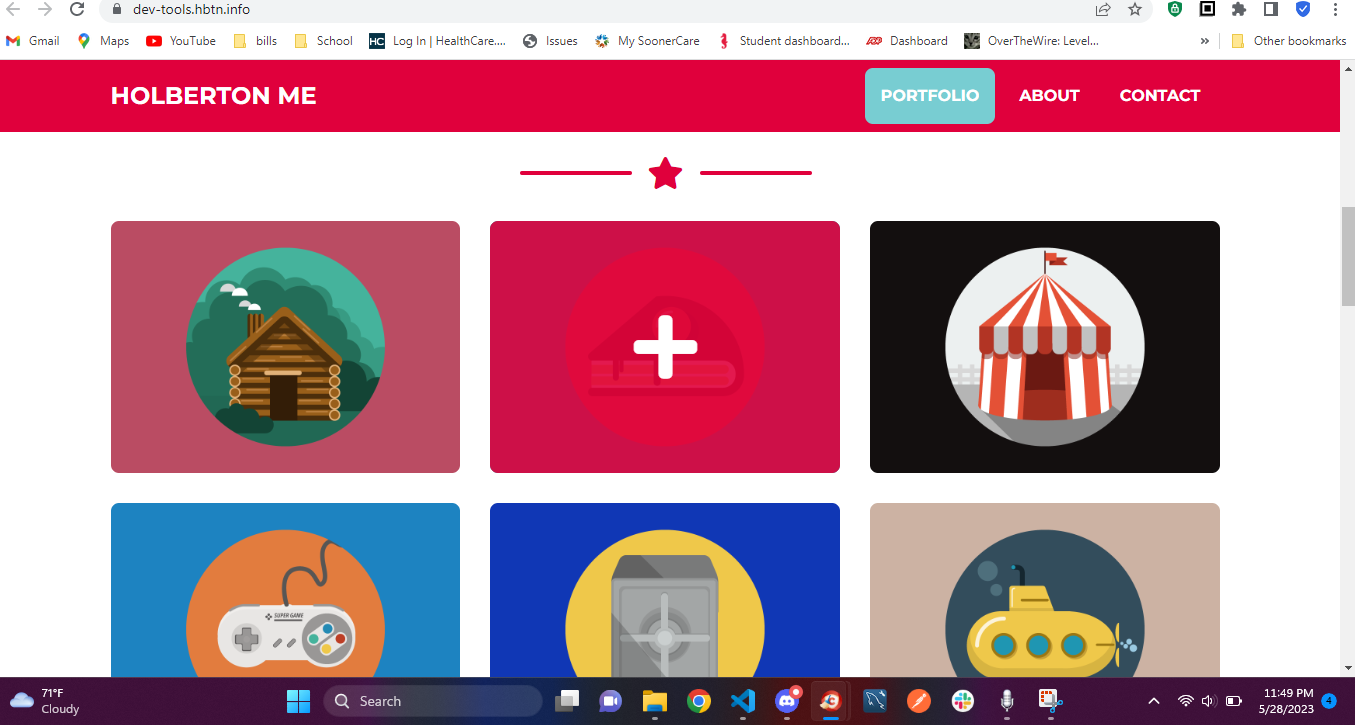 dev-tools.hbtn.info
Gmail
Maps
YouTube
bills
School
HC
Log In | HealthCare....
Issues
My SoonerCare
Student dashboard...
ADP
Dashboard
OverTheWire: Level...
»
Other bookmarks
HOLBERTON ME
PORTFOLIO
ABOUT
CONTACT
SUPER GAME
71°F
Cloudy
Search
11:49 PM
5/28/2023
4